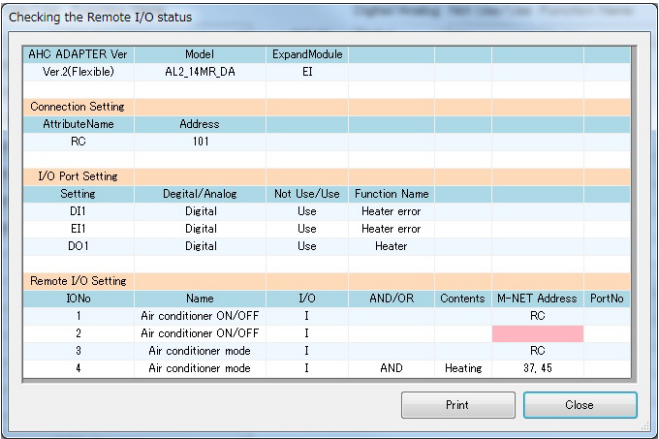 Checking the Remote I/O status
AHC ADAPTER Ver Model ExpandModule
Ver.2(Flexible) AL2_14MR_DA EI
Connection Setting
AttributeName Address
RC 101
I/O Port Setting
Setting Degital/Analog Not Use/Use Function Name
DI1 Digital Use Heater error
EI1 Digital Use Heater error
DO1 Digital Use Heater
Remote I/O Setting
IONo Name I/O AND/OR Contents M-NET Address PortNo
1 Air conditioner ON/OFF I RC
2 Air conditioner ON/OFF I
3 Air conditioner mode I RC
4 Air conditioner mode I AND Heating 37, 45
Print Close